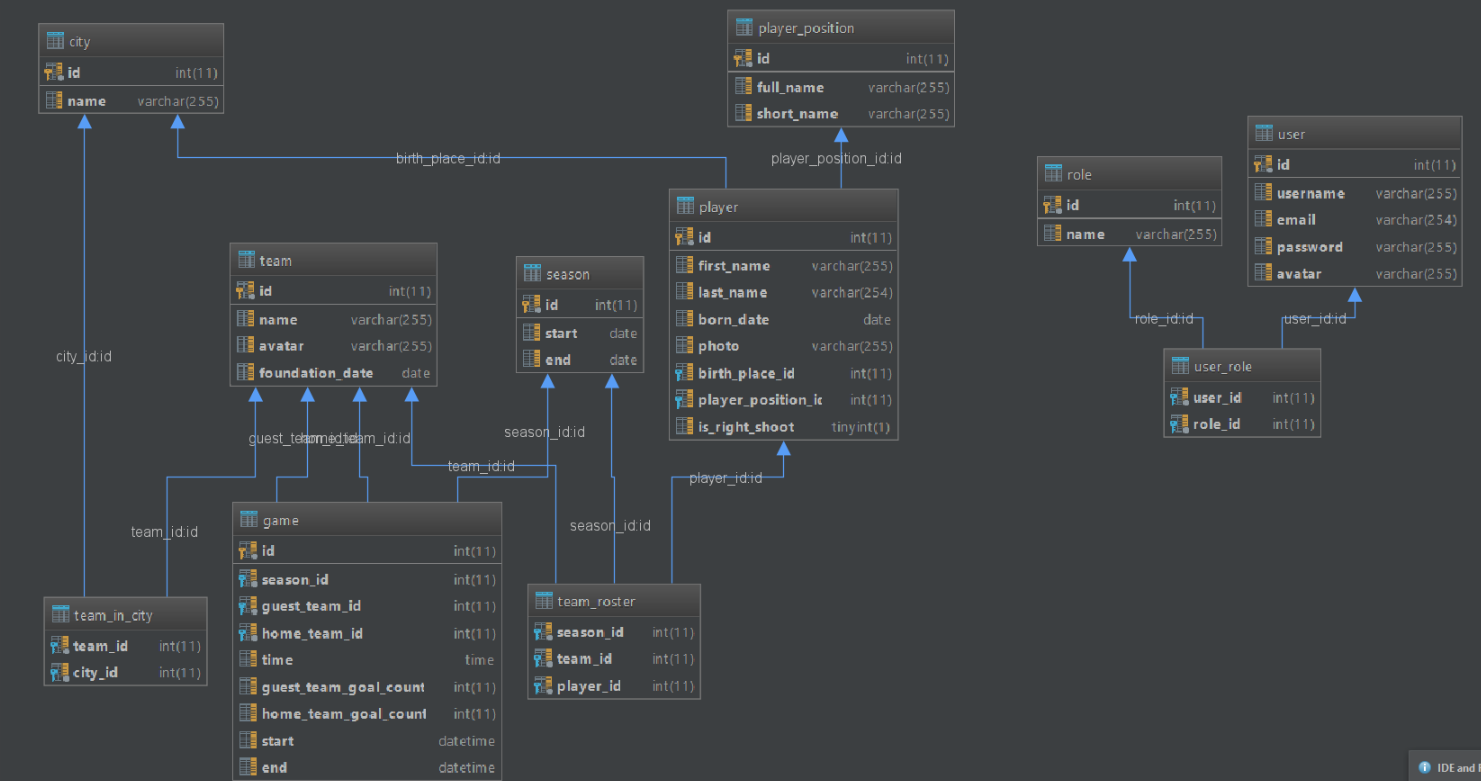 city
id int(11)
name varchar(255)
player_position
id int(11)
full_name varchar(255)
short_name varchar(255)
user
id int(11)
username varchar(255)
email varchar(254)
password varchar(255)
avatar varchar(255)
role
id int(11)
name varchar(255)
birth_place_id:id
player_position_id:id
player
id int(11)
first_name varchar(255)
last_name varchar(254)
born_date date
photo varchar(255)
birth_place_id int(11)
player_position_id int(11)
is_right_shoot tinyint(1)
team
id int(11)
name varchar(255)
avatar varchar(255)
foundation_date date
season
id int(11)
start date
end date
city_id:id
role_id:id
user_id:id
user_role
user_id int(11)
role_id int(11)
guest_team_id:id
home_team_id:id
season_id:id
team_id:id
player_id:id
team_id:id
season_id:id
game
id int(11)
season_id int(11)
guest_team_id int(11)
home_team_id int(11)
time time
guest_team_goal_count int(11)
home_team_goal_count int(11)
start datetime
end datetime
team_in_city
team_id int(11)
city_id int(11)
team_roster
season_id int(11)
team_id int(11)
player_id int(11)
IDE and